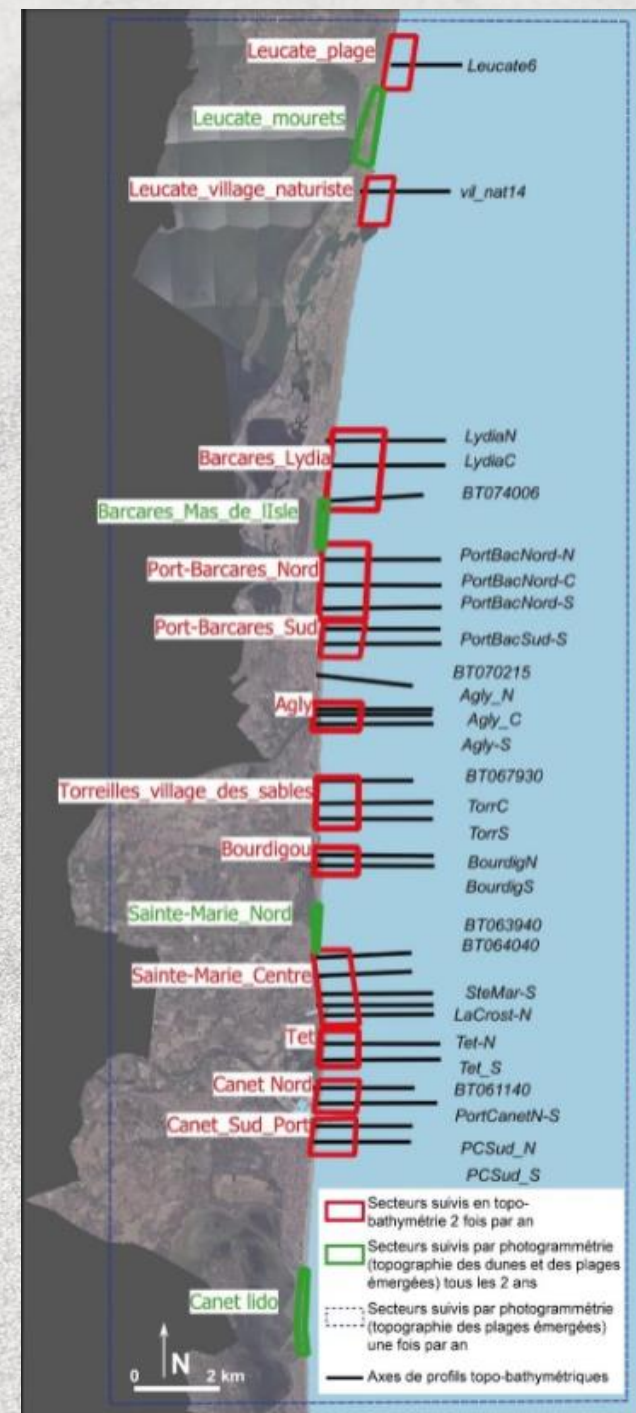 Leucate_plage
Leucate6
Leucate_mourets
Leucate_village_naturiste
vil_nat14
LydiaN
Barcares_Lydia
LydiaC
BT074006
Barcares_Mas_de_lIsle
PortBacNord-N
Port-Barcares_Nord
PortBacNord-C
PortBacNord-S
Port-Barcares_Sud
PortBacSud-S
BT070215
Agly_N
Agly
Agly_C
Agly-S
BT067930
Torreilles_village_des_sables
TorrC
TorrS
Bourdigou
BourdigN
BourdigS
Sainte-Marie_Nord
BT063940
BT064040
Sainte-Marie_Centre
SteMar-S
LaCrost-N
Tet
Tet-N
Tet_S
Canet Nord
BT061140
PortCanetN-S
Canet_Sud_Port
PCSud_N
PCSud_S
Secteurs suivis en topo-
bathymétrie 2 fois par an
Secteurs suivis par photogrammétrie
(topographie des dunes et des plages
émergées) tous les 2 ans
Canet lido
Secteurs suivis par photogrammétrie
(topographie des plages émergées)
une fois par an
N
0 2 km
Axes de profils topo-bathymétriques